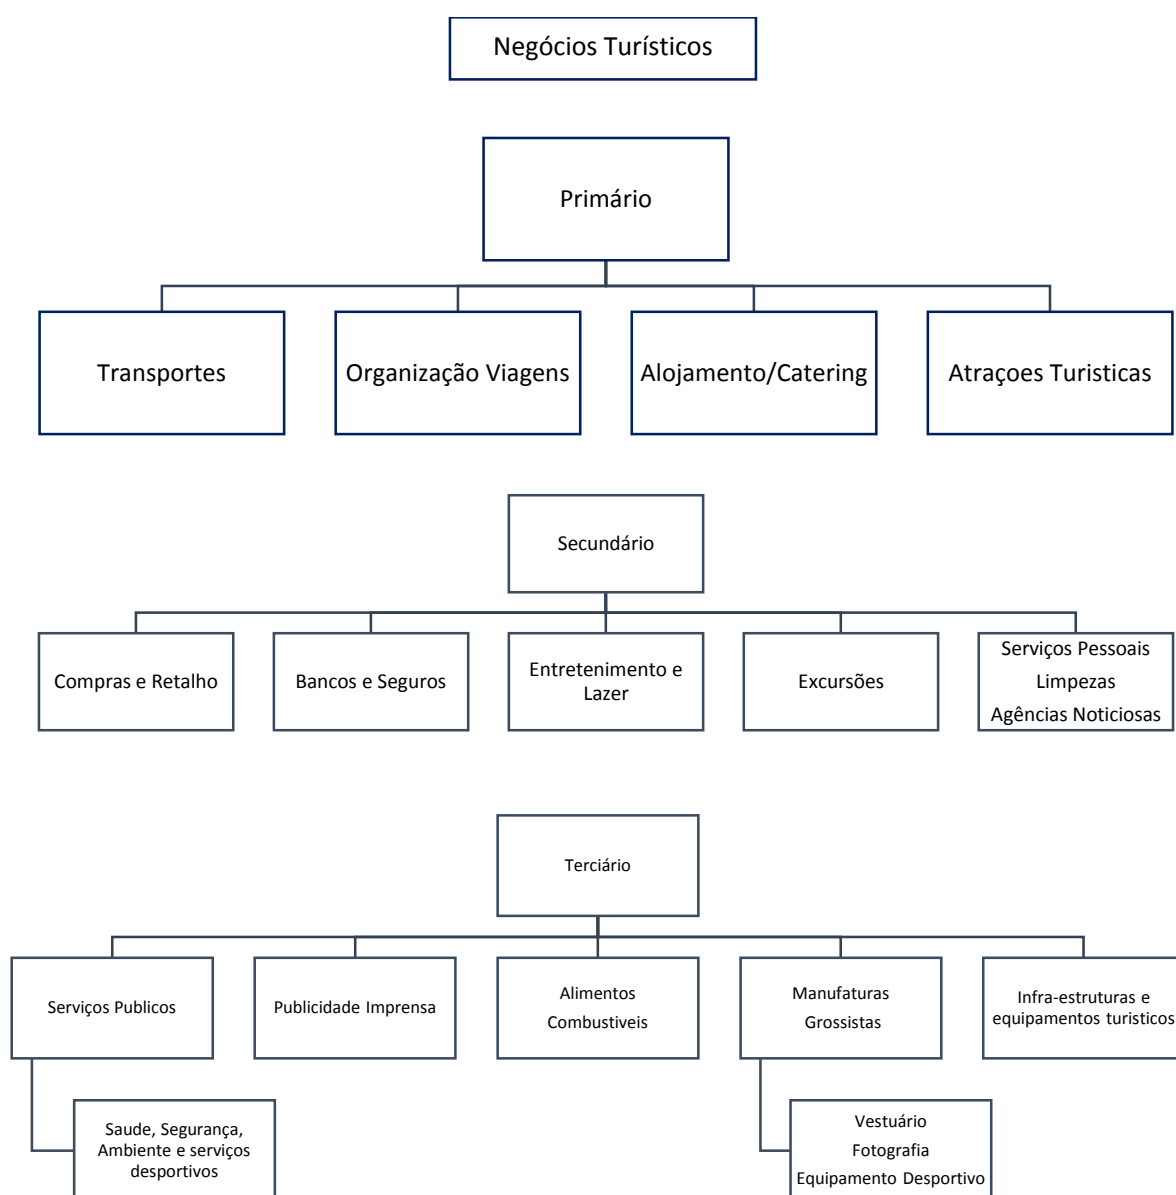 Negócios Turísticos
Primário
Transportes
Organização Viagens
Alojamento/Catering
Atraçoes Turisticas
Secundário
Compras e Retalho
Bancos e Seguros
Entretenimento e
Lazer
Excursões
Serviços Pessoais
Limpezas
Agências Noticiosas
Terciário
Serviços Publicos
Publicidade Imprensa
Alimentos
Combustiveis
Manufaturas
Grossistas
Infra-estruturas e
equipamentos turisticos
Saude, Segurança,
Ambiente e serviços
desportivos
Vestuário
Fotografia
Equipamento Desportivo